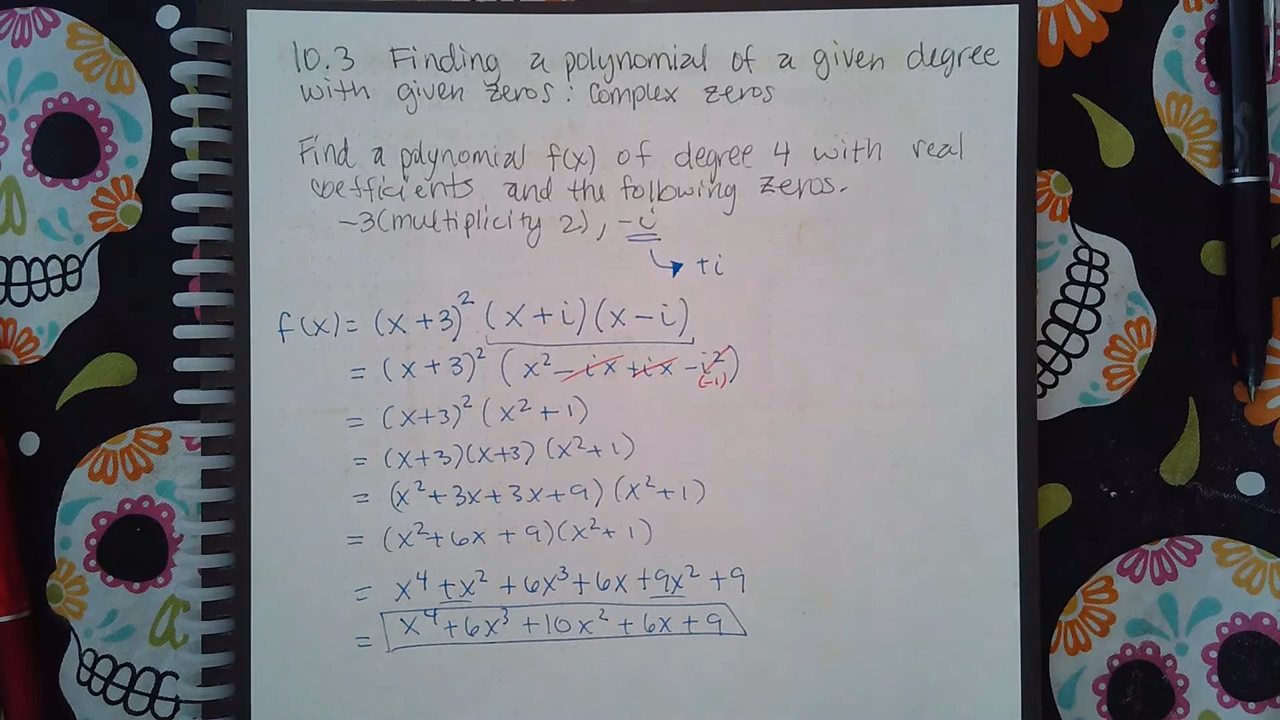 10.3 Finding a polynomial of a given degree
with given zeros: Complex zeros
Find a polynomial f(x) of degree 4 with real
coefficients and the following zeros.
-3(multiplicity 2), -i
+i
f(x) = (x+3)² (x+i)(x-i)
= (x+3)² (x² - ix + ix - i²)
(-1)
= (x+3)² (x² + 1)
= (x+3)(x+3) (x²+1)
= (x²+3x+3x+9) (x²+1)
= (x²+6x+9)(x²+1)
= x⁴ +x² + 6x³ + 6x + 9x² + 9
= x⁴+6x³ + 10x² + 6x + 9